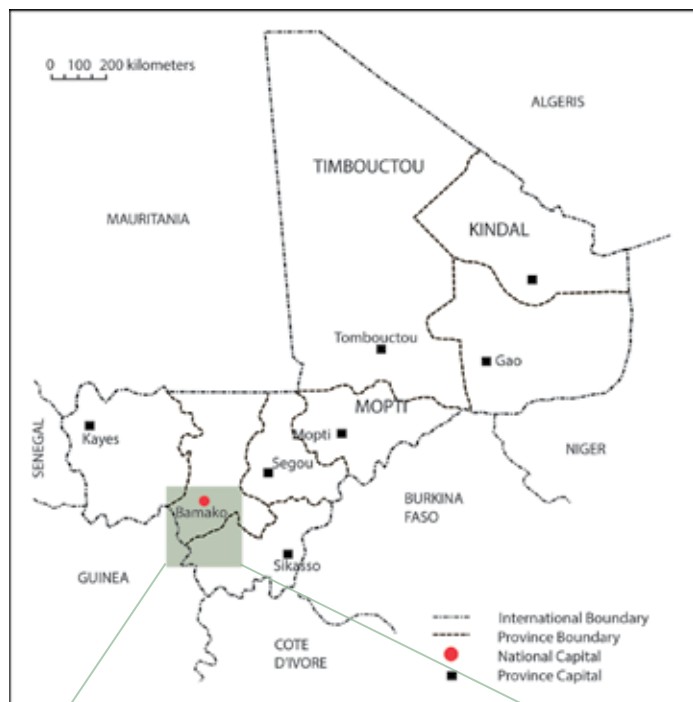 0 100 200 kilometers
ALGERIS
TIMBOUCTOU
MAURITANIA
KINDAL
Tombouctou
Gao
MOPTI
Kayes
Mopti
SENEGAL
Segou
NIGER
BURKINA
FASO
Bamako
Sikasso
GUINEA
COTE
D'IVORE
International Boundary
Province Boundary
National Capital
Province Capital